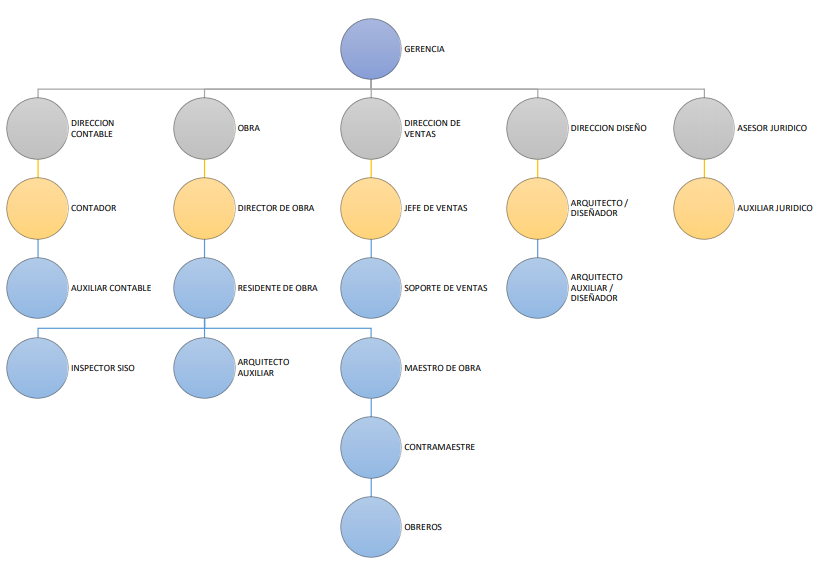 GERENCIA
DIRECCION
CONTABLE
OBRA
DIRECCION DE
VENTAS
DIRECCION DISEÑO
ASESOR JURIDICO
CONTADOR
DIRECTOR DE OBRA
JEFE DE VENTAS
ARQUITECTO /
DISEÑADOR
AUXILIAR JURIDICO
AUXILIAR CONTABLE
RESIDENTE DE OBRA
SOPORTE DE VENTAS
ARQUITECTO
AUXILIAR /
DISEÑADOR
INSPECTOR SISO
ARQUITECTO
AUXILIAR
MAESTRO DE OBRA
CONTRAMAESTRE
OBREROS